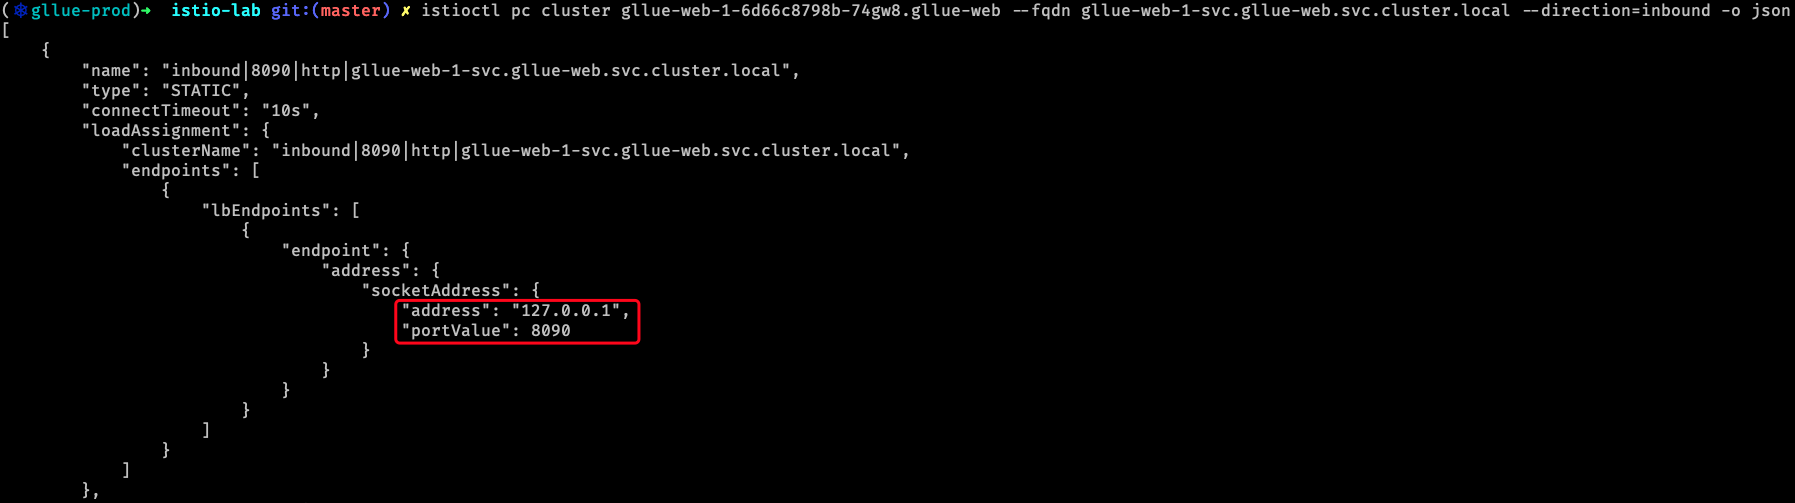 (⎈gllue-prod)➜  istio-lab git:(master) ✗ istioctl pc cluster gllue-web-1-6d66c8798b-74gw8.gllue-web --fqdn gllue-web-1-svc.gllue-web.svc.cluster.local --direction=inbound -o json
[
    {
        "name": "inbound|8090|http|gllue-web-1-svc.gllue-web.svc.cluster.local",
        "type": "STATIC",
        "connectTimeout": "10s",
        "loadAssignment": {
            "clusterName": "inbound|8090|http|gllue-web-1-svc.gllue-web.svc.cluster.local",
            "endpoints": [
                {
                    "lbEndpoints": [
                        {
                            "endpoint": {
                                "address": {
                                    "socketAddress": {
                                        "address": "127.0.0.1",
                                        "portValue": 8090
                                    }
                                }
                            }
                        }
                    ]
                }
            ]
        },